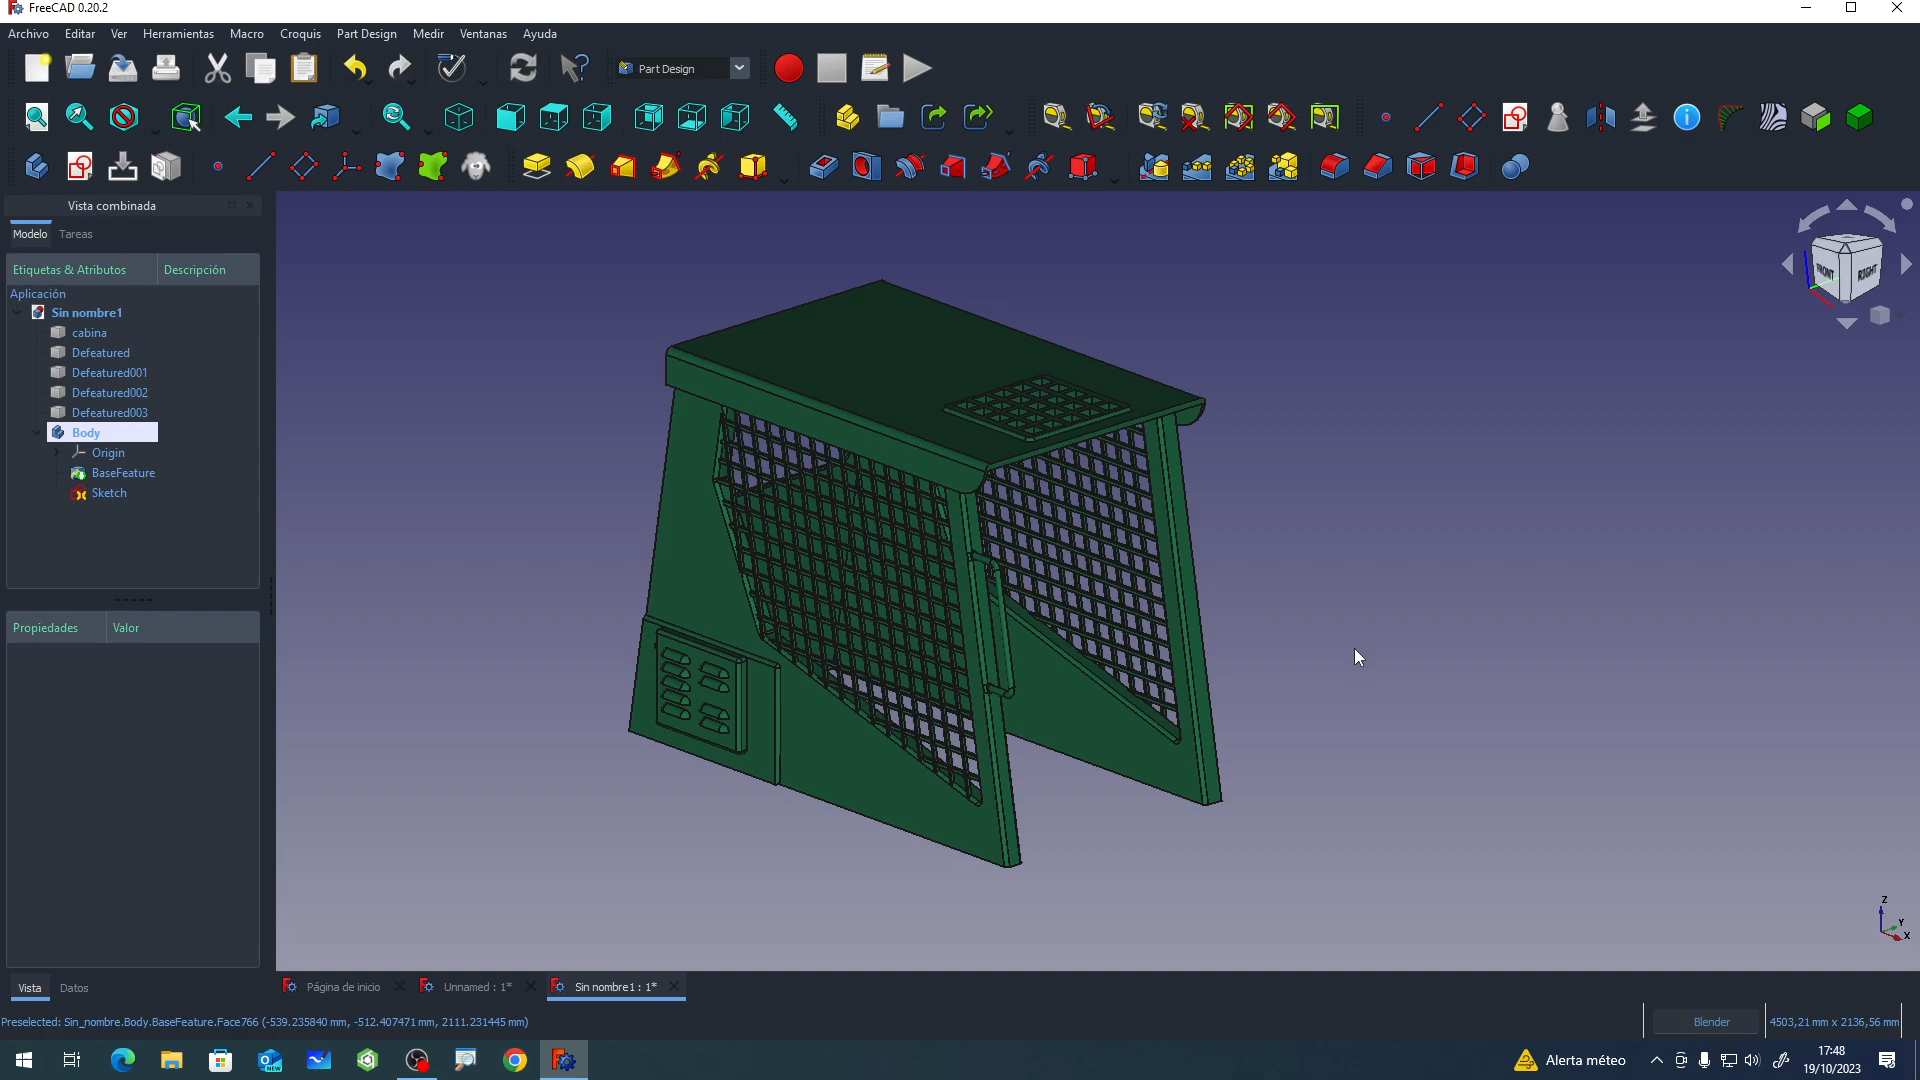 FreeCAD 0.20.2
Archivo Editar Ver Herramientas Macro Croquis Part Design Medir Ventanas Ayuda
Part Design
Vista combinada
Modelo Tareas
Etiquetas & Atributos Descripción
Aplicación
Sin nombre1
cabina
Defeatured
Defeatured001
Defeatured002
Defeatured003
Body
Origin
BaseFeature
Sketch
FRONT RIGHT
Propiedades Valor
Z
Y
X
Vista Datos
Página de inicio Unnamed : 1* Sin nombre1 : 1*
Preselected: Sin_nombre.Body.BaseFeature.Face766 (-539.235840 mm, -512.407471 mm, 2111.231445 mm)
Blender 4503,21 mm x 2136,56 mm
NEW
Alerta méteo
17:48
19/10/2023